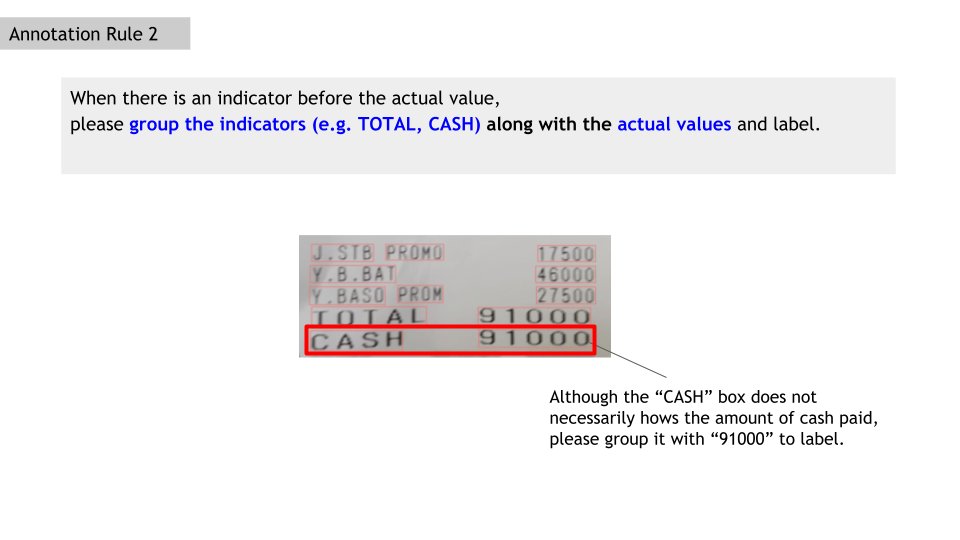 Annotation Rule 2
When there is an indicator before the actual value,
please group the indicators (e.g. TOTAL, CASH) along with the actual values and label.
J.STB PROMO 17500
Y.B.BAT 46000
Y.BASO PROM 27500
TOTAL 91000
CASH 91000
Although the “CASH” box does not
necessarily hows the amount of cash paid,
please group it with “91000” to label.